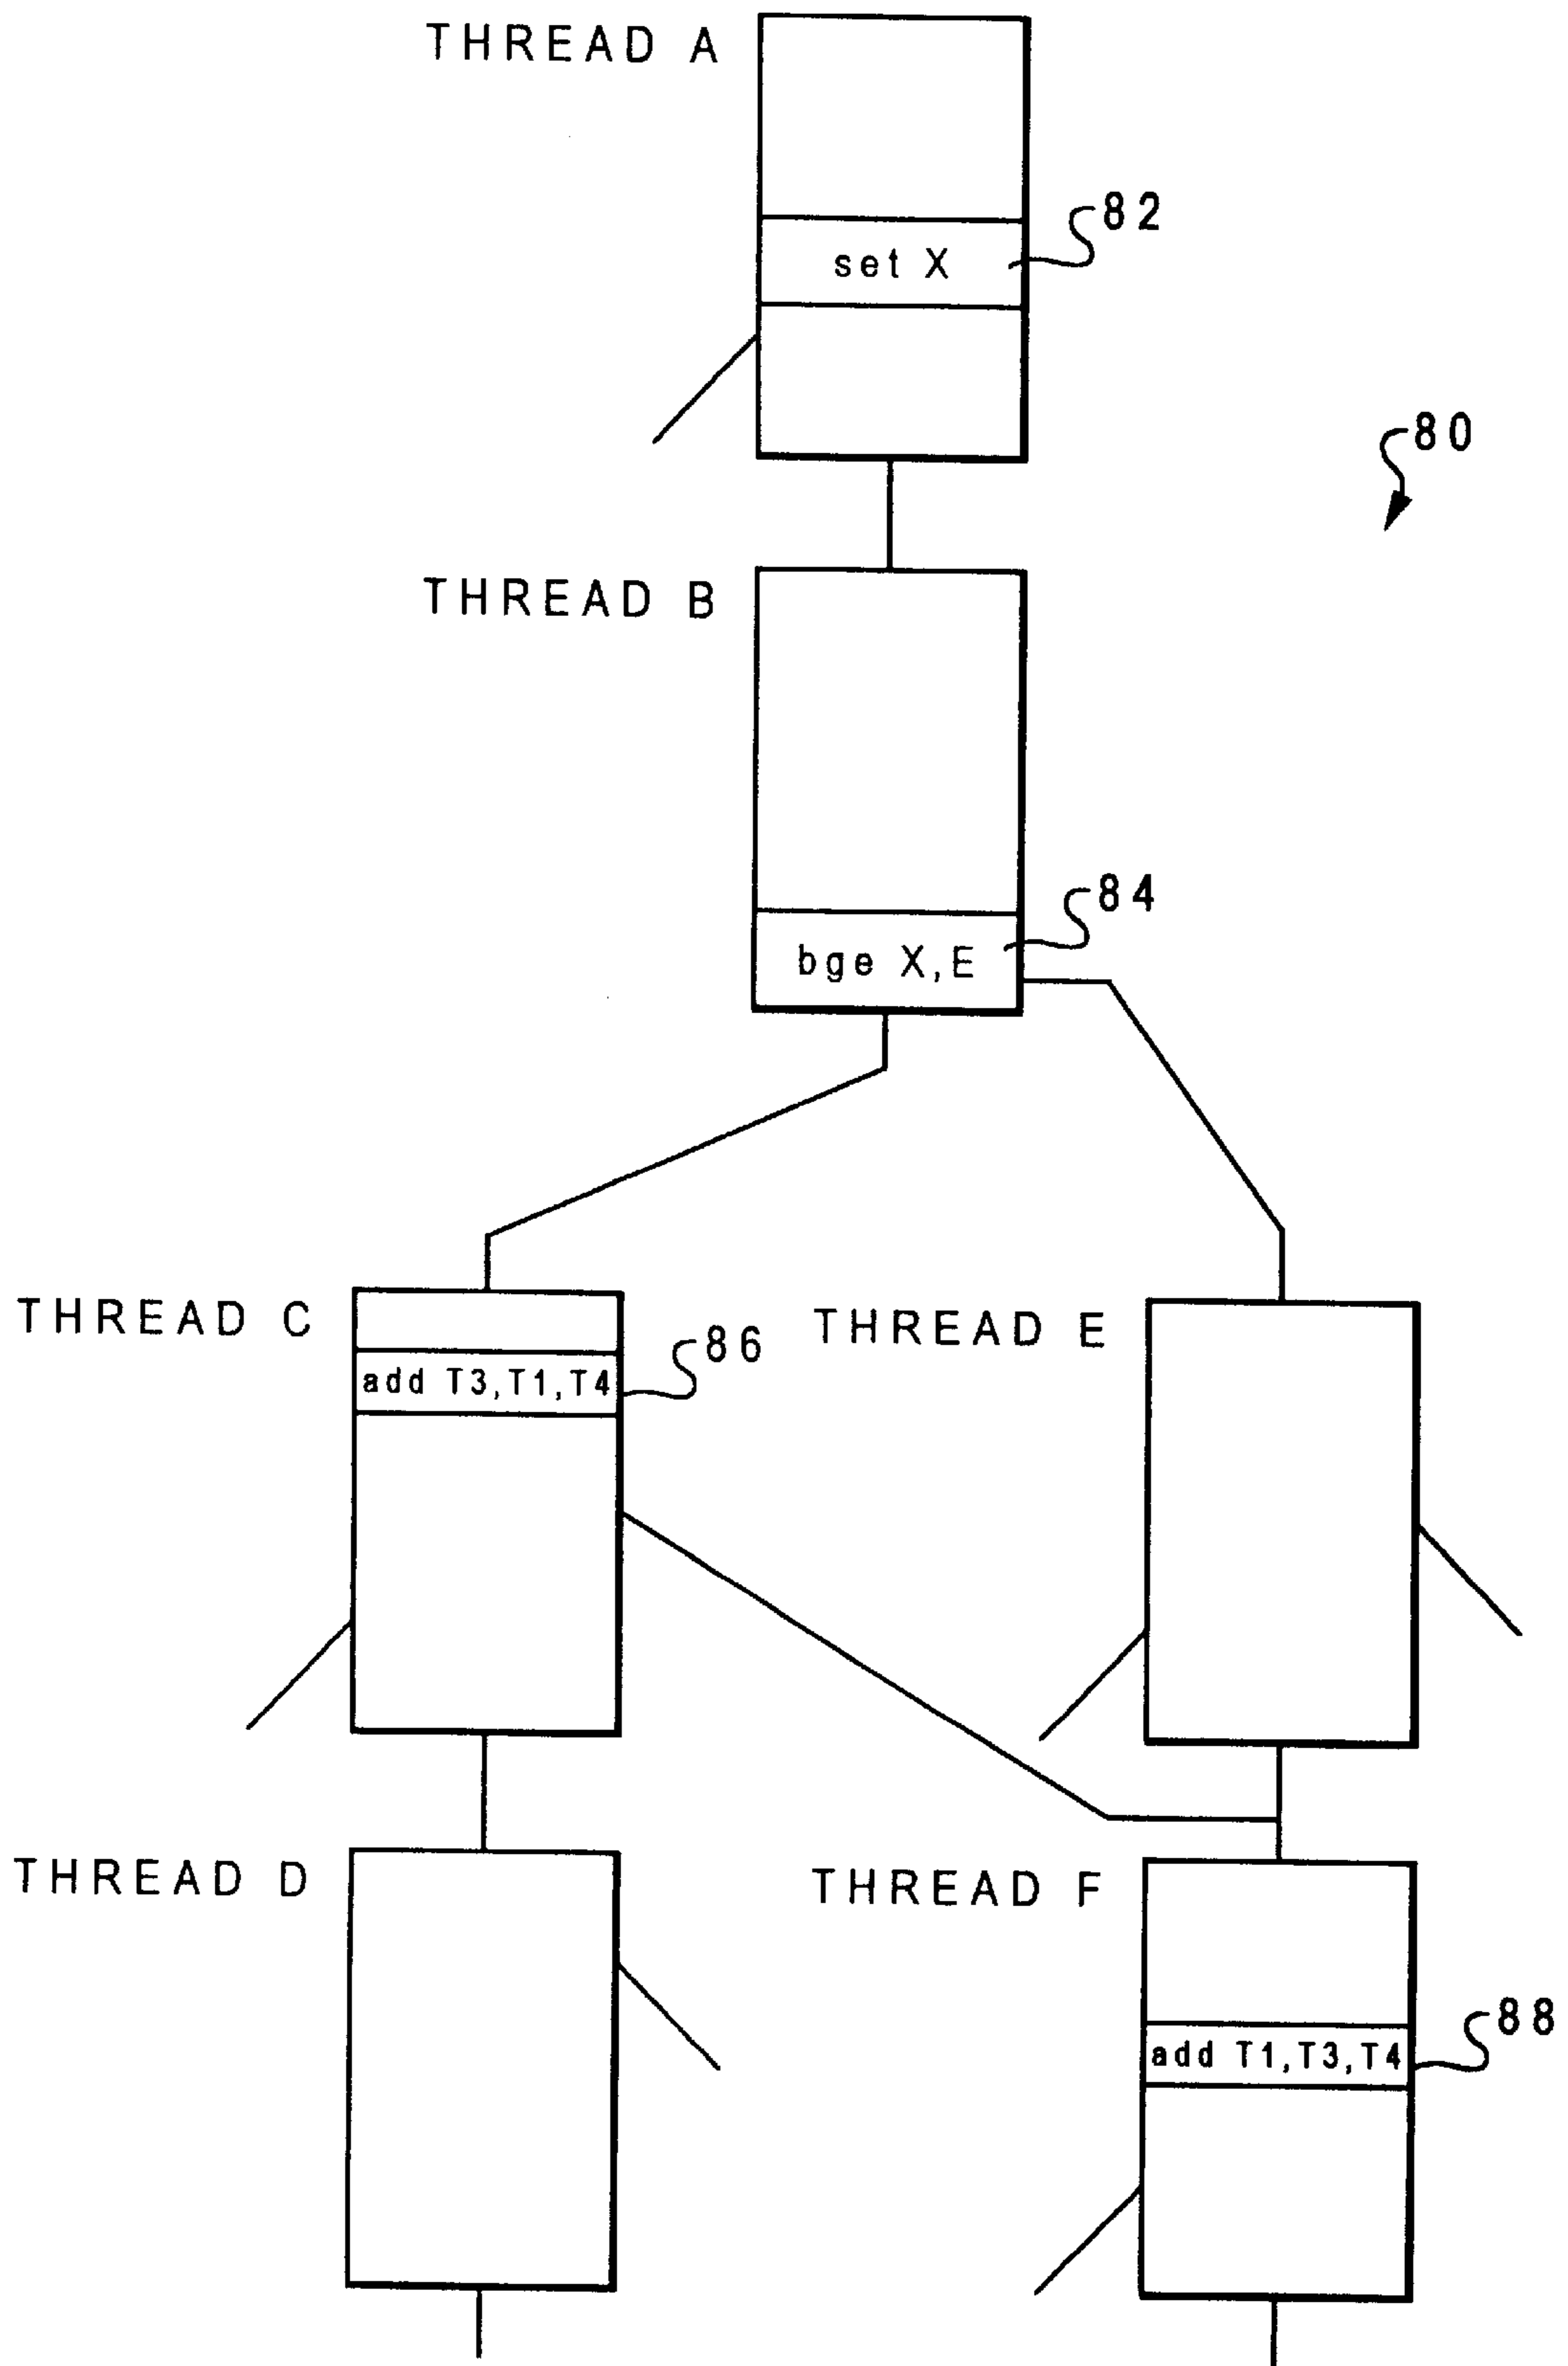 THREAD A
82
set X
80
THREAD B
84
bge X,E
THREAD C
86
THREAD E
add T3,T1,T4
THREAD D
THREAD F
88
add T1,T3,T4